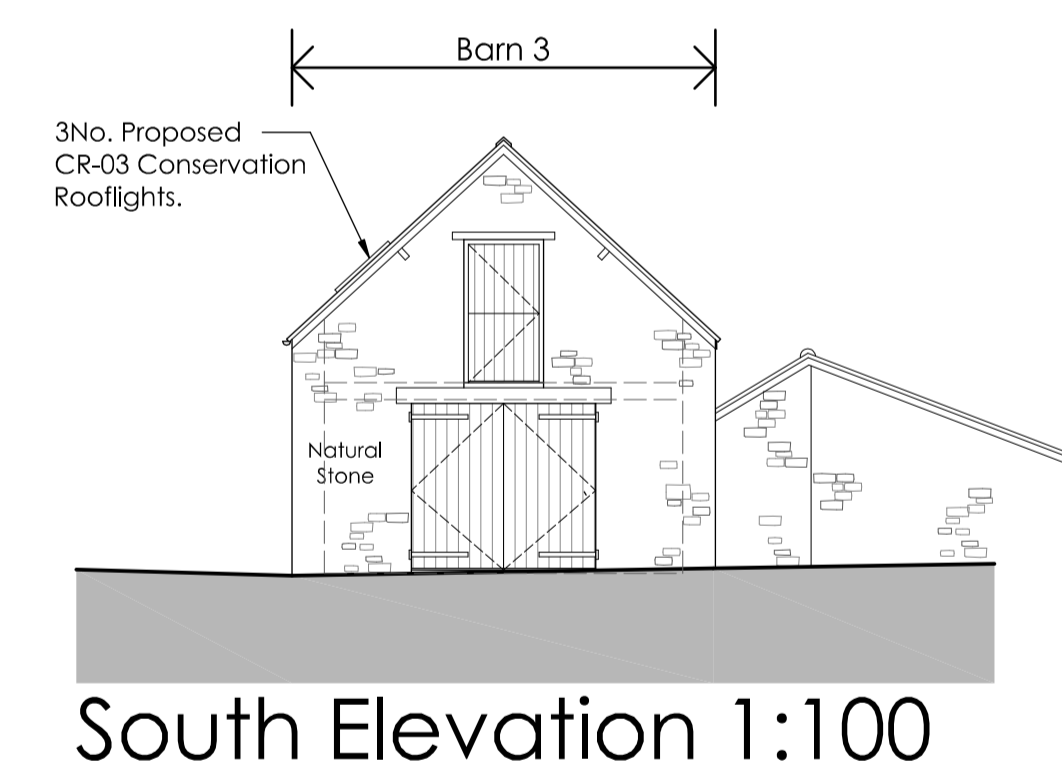 Barn 3
3No. Proposed
CR-03 Conservation
Rooflights.
Natural
Stone
South Elevation 1:100